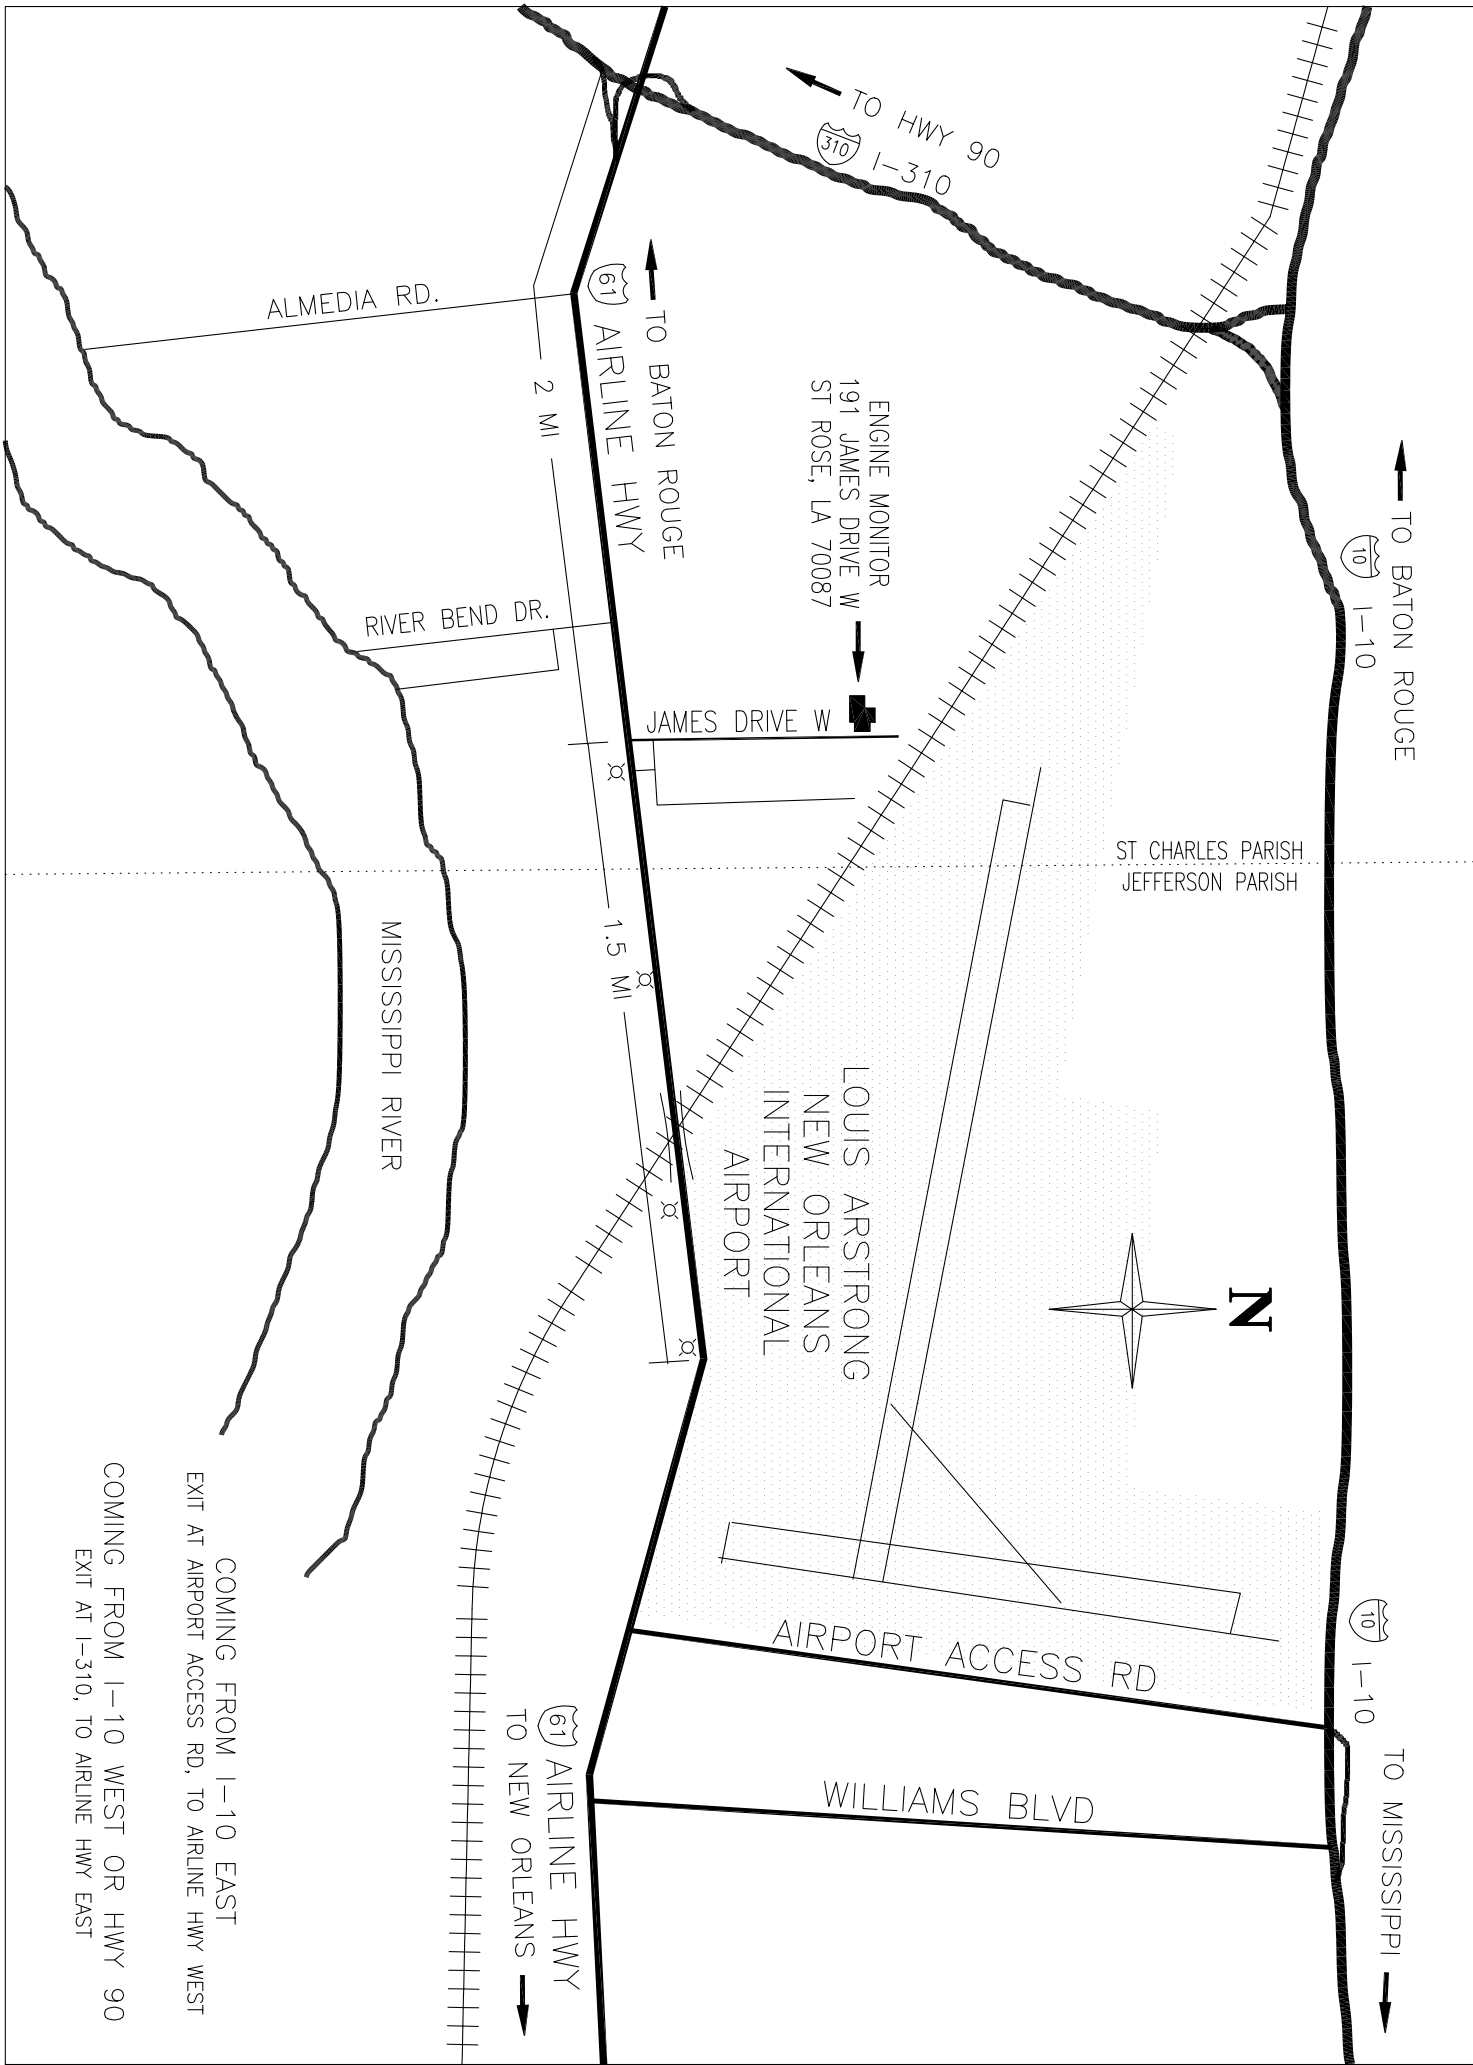 TO BATON ROUGE
10
I-10
10
I-10
TO MISSISSIPPI
N
TO HWY 90
310
I-310
ST CHARLES PARISH
JEFFERSON PARISH
ENGINE MONITOR
191 JAMES DRIVE W
ST ROSE, LA 70087
LOUIS ARSTRONG
NEW ORLEANS
INTERNATIONAL
AIRPORT
AIRPORT ACCESS RD
WILLIAMS BLVD
JAMES DRIVE W
TO BATON ROUGE
61
AIRLINE HWY
2 MI
1.5 MI
61
AIRLINE HWY
TO NEW ORLEANS
ALMEDIA RD.
RIVER BEND DR.
MISSISSIPPI RIVER
COMING FROM I-10 EAST
EXIT AT AIRPORT ACCESS RD, TO AIRLINE HWY WEST
COMING FROM I-10 WEST OR HWY 90
EXIT AT I-310, TO AIRLINE HWY EAST